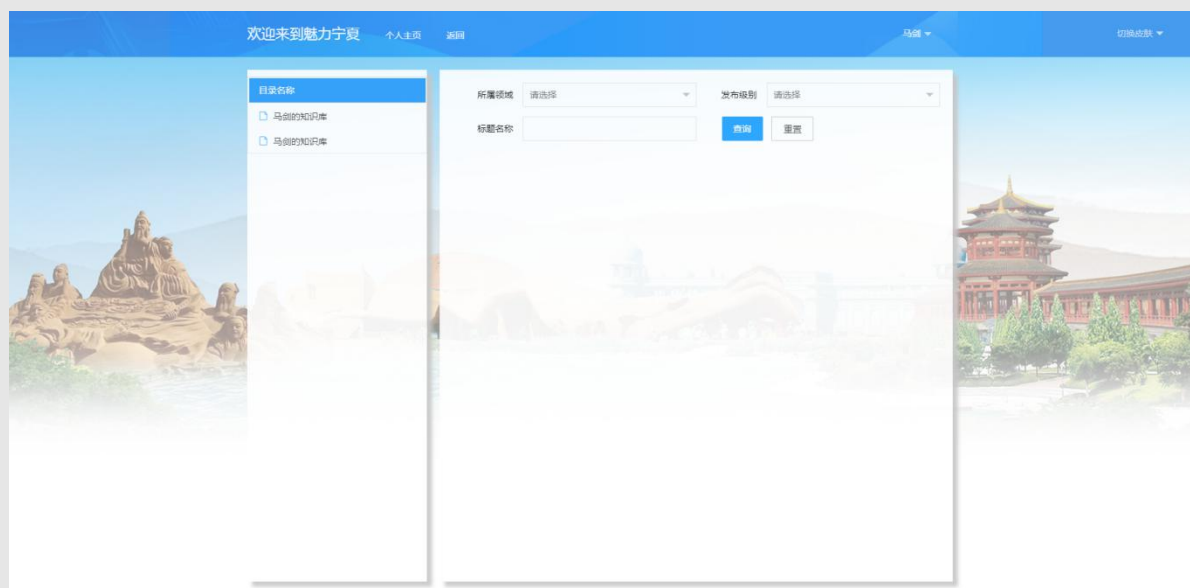 欢迎来到魅力宁夏 个人主页 返回 马剑 切换皮肤
目录名称
马剑的知识库
马剑的知识库
所属领域 请选择 发布级别 请选择
标题名称 查询 重置